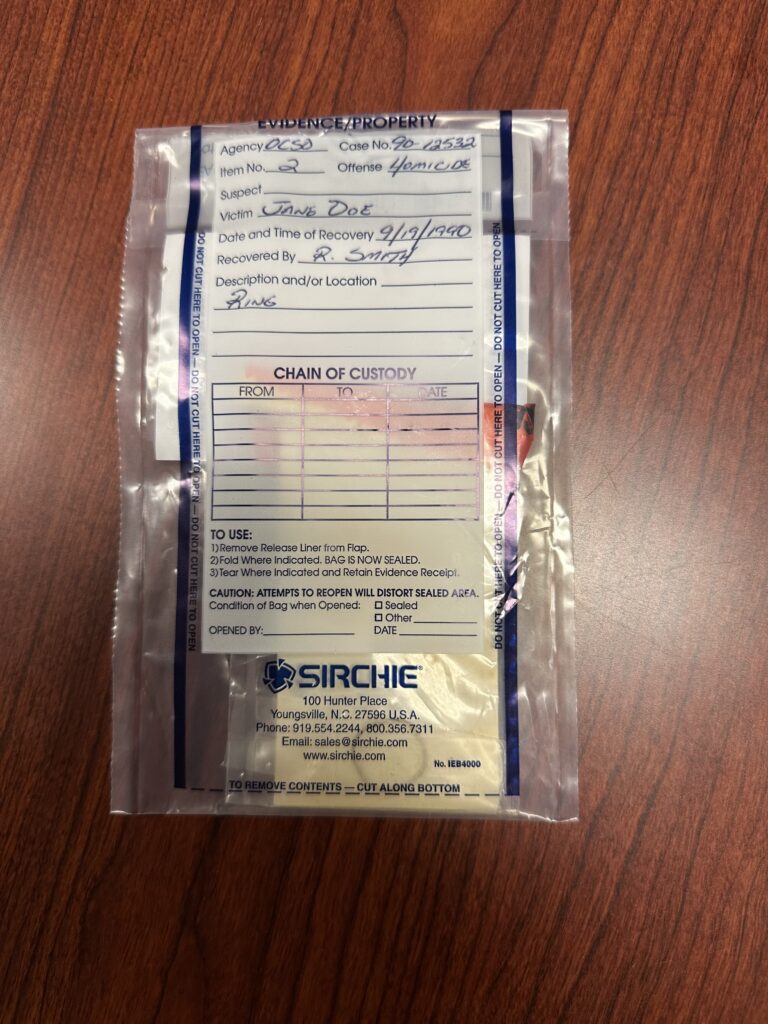 EVIDENCE/PROPERTY
Agency OCSD Case No. 90-12532
Item No. 2 Offense HOMICIDE
Suspect
Victim JANE DOE
Date and Time of Recovery 9/19/1990
Recovered By R. SMITH
Description and/or Location
RING
CHAIN OF CUSTODY
FROM TO DATE
TO USE:
1) Remove Release Liner from Flap.
2) Fold Where Indicated. BAG IS NOW SEALED.
3) Tear Where Indicated and Retain Evidence Receipt.
CAUTION: ATTEMPTS TO REOPEN WILL DISTORT SEALED AREA.
Condition of Bag when Opened: Sealed
Other
OPENED BY: DATE
SIRCHIE®
100 Hunter Place
Youngsville, N.C. 27596 U.S.A.
Phone: 919.554.2244, 800.356.7311
Email: sales@sirchie.com
www.sirchie.com
No. IEB4000
TO REMOVE CONTENTS — CUT ALONG BOTTOM
DO NOT CUT HERE TO OPEN — DO NOT CUT HERE TO OPEN — DO NOT CUT HERE TO OPEN
DO NOT CUT HERE TO OPEN — DO NOT CUT HERE TO OPEN — DO NOT CUT HERE TO OPEN